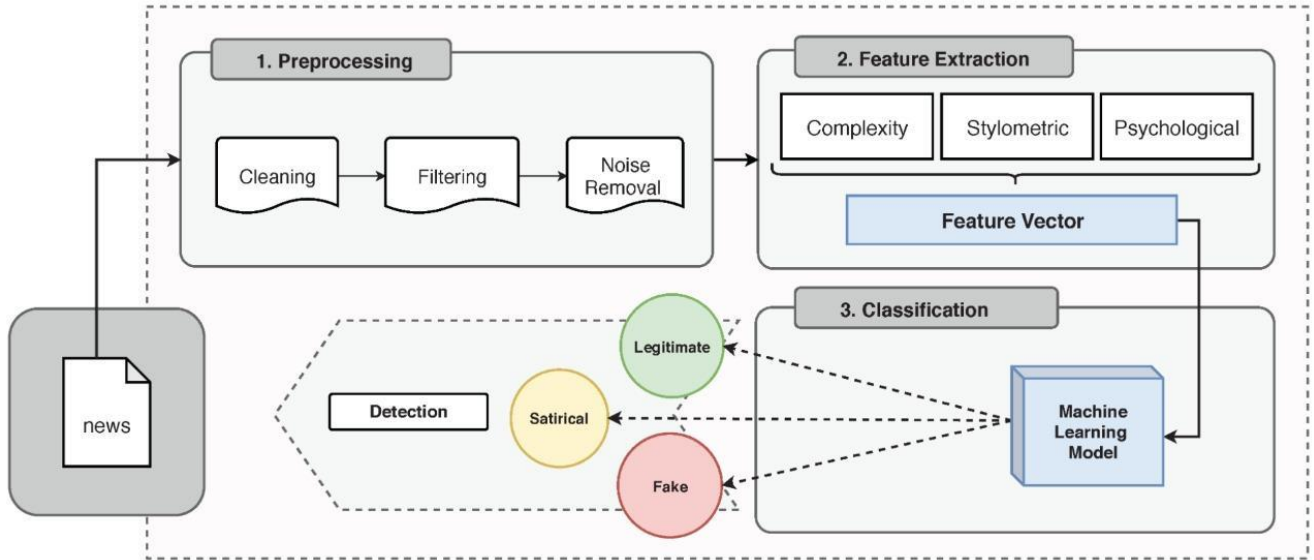 1. Preprocessing
Cleaning
Filtering
Noise
Removal
2. Feature Extraction
Complexity
Stylometric
Psychological
Feature Vector
news
Detection
Legitimate
Satirical
Fake
3. Classification
Machine
Learning
Model